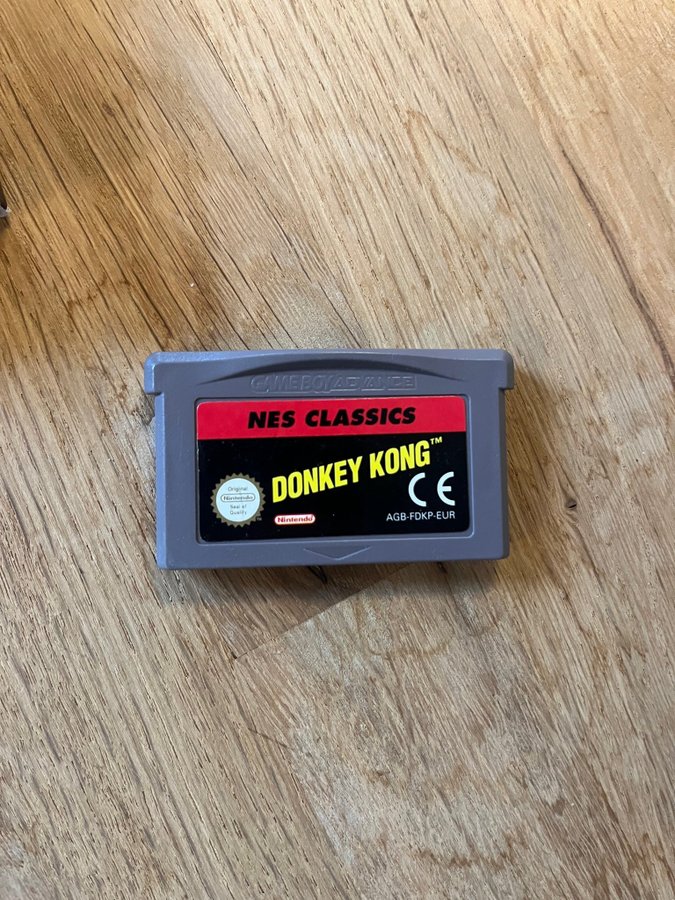 GAME BOY ADVANCE
NES CLASSICS
DONKEY KONG™
Original
Nintendo
Seal of
Quality
Nintendo
CE
AGB-FDKP-EUR